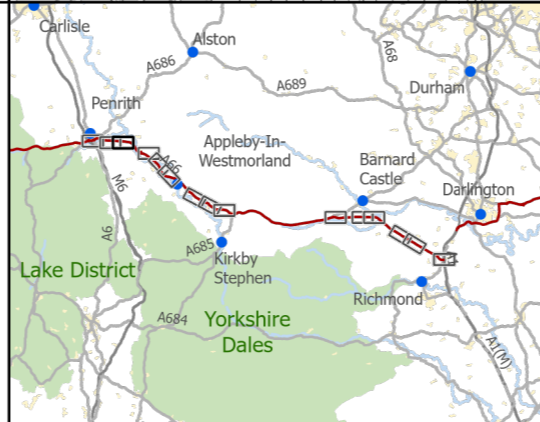 Carlisle
Alston
A68
A686
A689
Durham
Penrith
Appleby-In-
Westmorland
A66
Barnard
Castle
Darlington
M6
A6
A685
Lake District
Kirkby
Stephen
Richmond
A684
Yorkshire
Dales
A1(M)